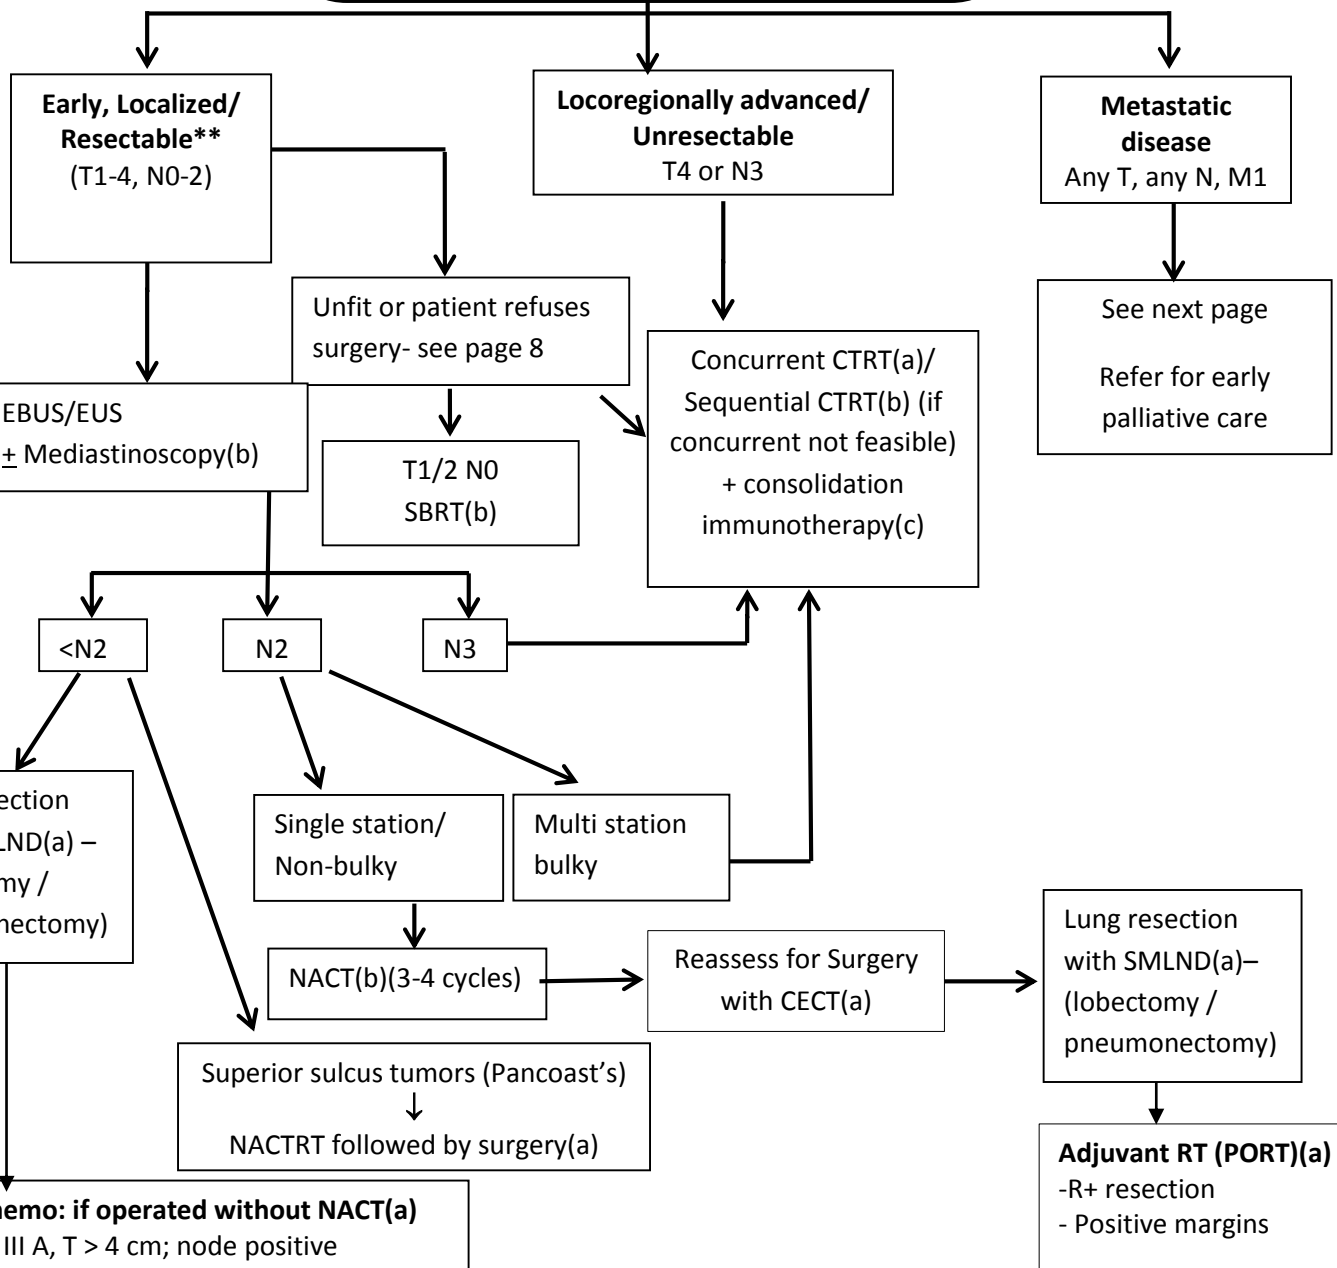 Early, Localized/
Resectable**
(T1-4, N0-2)
Locoregionally advanced/
Unresectable
T4 or N3
Metastatic
disease
Any T, any N, M1
Unfit or patient refuses
surgery- see page 8
See next page
Refer for early
palliative care
Concurrent CTRT(a)/
Sequential CTRT(b) (if
concurrent not feasible)
+ consolidation
immunotherapy(c)
EBUS/EUS
± Mediastinoscopy(b)
T1/2 N0
SBRT(b)
<N2
N2
N3
ection
LND(a) –
my /
nectomy)
Single station/
Non-bulky
Multi station
bulky
NACT(b)(3-4 cycles)
Reassess for Surgery
with CECT(a)
Lung resection
with SMLND(a)–
(lobectomy /
pneumonectomy)
Superior sulcus tumors (Pancoast’s)
↓
NACTRT followed by surgery(a)
Adjuvant RT (PORT)(a)
-R+ resection
- Positive margins
emo: if operated without NACT(a)
III A, T > 4 cm; node positive